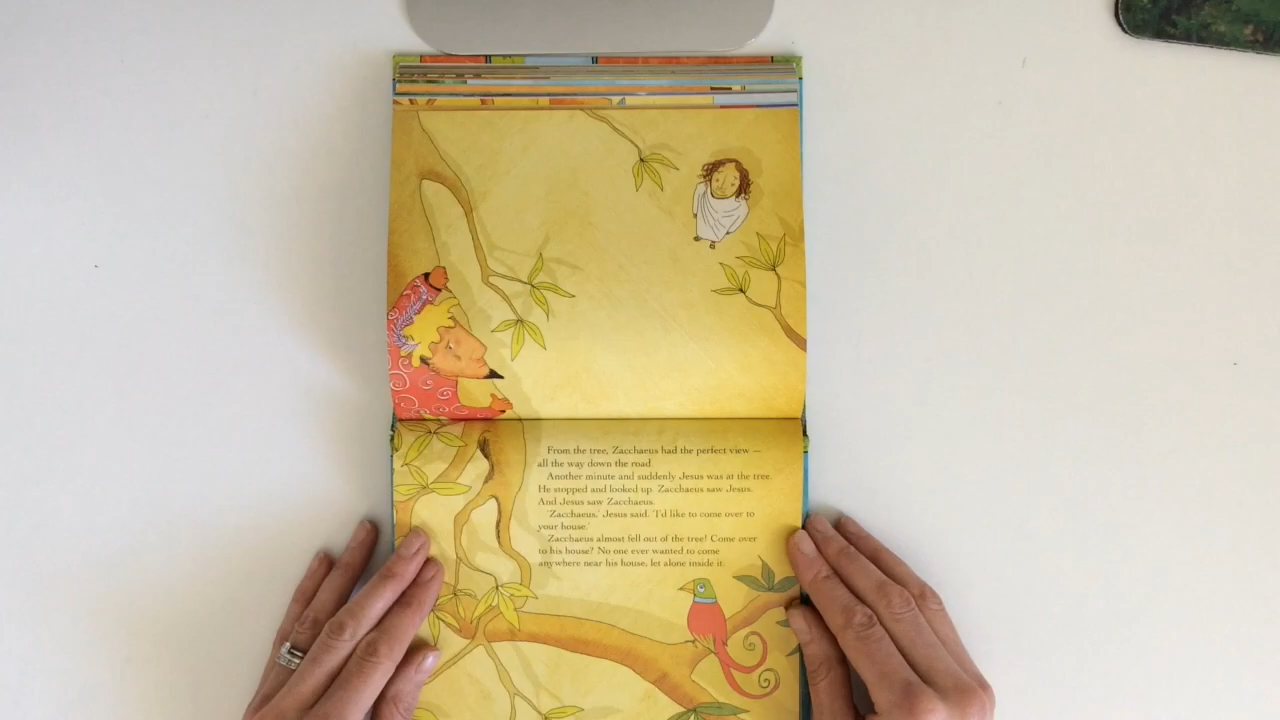 From the tree, Zacchaeus had the perfect view —
all the way down the road.
Another minute and suddenly Jesus was at the tree.
He stopped and looked up. Zacchaeus saw Jesus.
And Jesus saw Zacchaeus.
'Zacchaeus,' Jesus said. 'I'd like to come over to
your house.'
Zacchaeus almost fell out of the tree! Come over
to his house? No one ever wanted to come
anywhere near his house, let alone inside it.